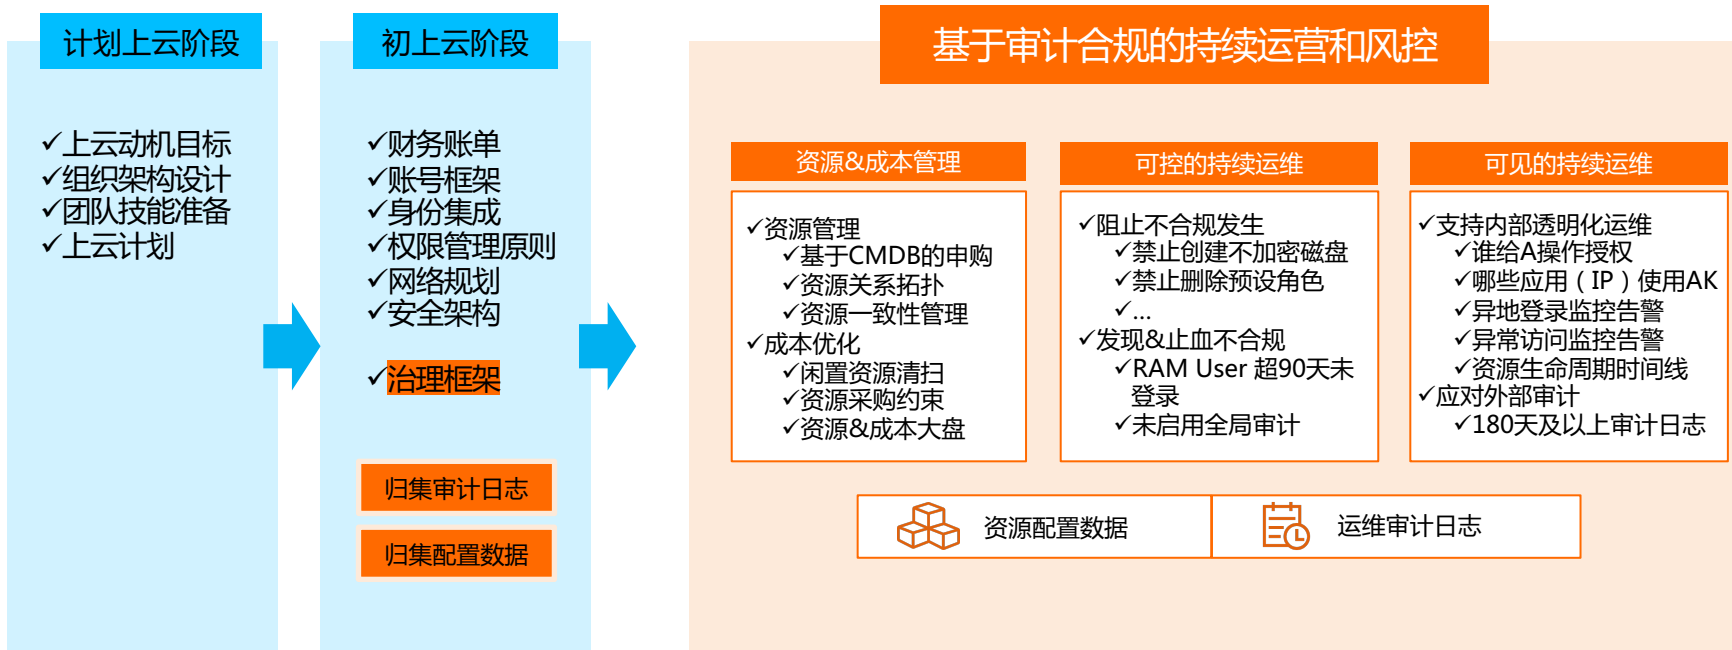 计划上云阶段
✓上云动机目标
✓组织架构设计
✓团队技能准备
✓上云计划
初上云阶段
✓财务账单
✓账号框架
✓身份集成
✓权限管理原则
✓网络规划
✓安全架构
✓治理框架
归集审计日志
归集配置数据
基于审计合规的持续运营和风控
资源&成本管理
✓资源管理
✓基于CMDB的申购
✓资源关系拓扑
✓资源一致性管理
✓成本优化
✓闲置资源清扫
✓资源采购约束
✓资源&成本大盘
可控的持续运维
✓阻止不合规发生
✓禁止创建不加密磁盘
✓禁止删除预设角色
✓...
✓发现&止血不合规
✓RAM User 超90天未
登录
✓未启用全局审计
可见的持续运维
✓支持内部透明化运维
✓谁给A操作授权
✓哪些应用（IP）使用AK
✓异地登录监控告警
✓异常访问监控告警
✓资源生命周期时间线
✓应对外部审计
✓180天及以上审计日志
资源配置数据
运维审计日志